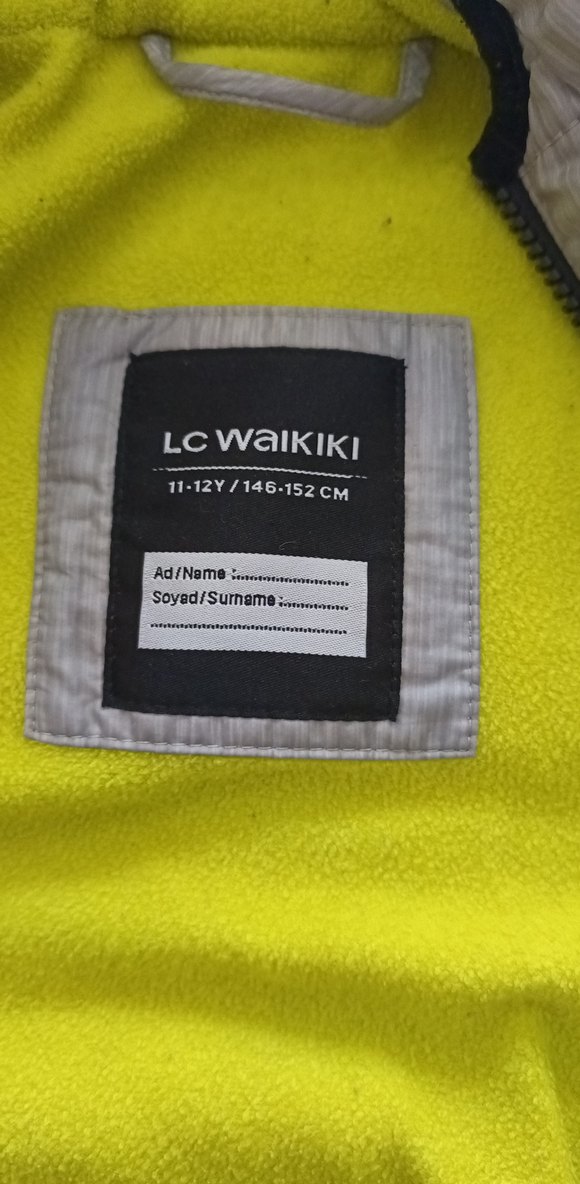 LC WAIKIKI
11-12Y / 146-152 CM
Ad/Name :....................
Soyad/Surname :............
..................................